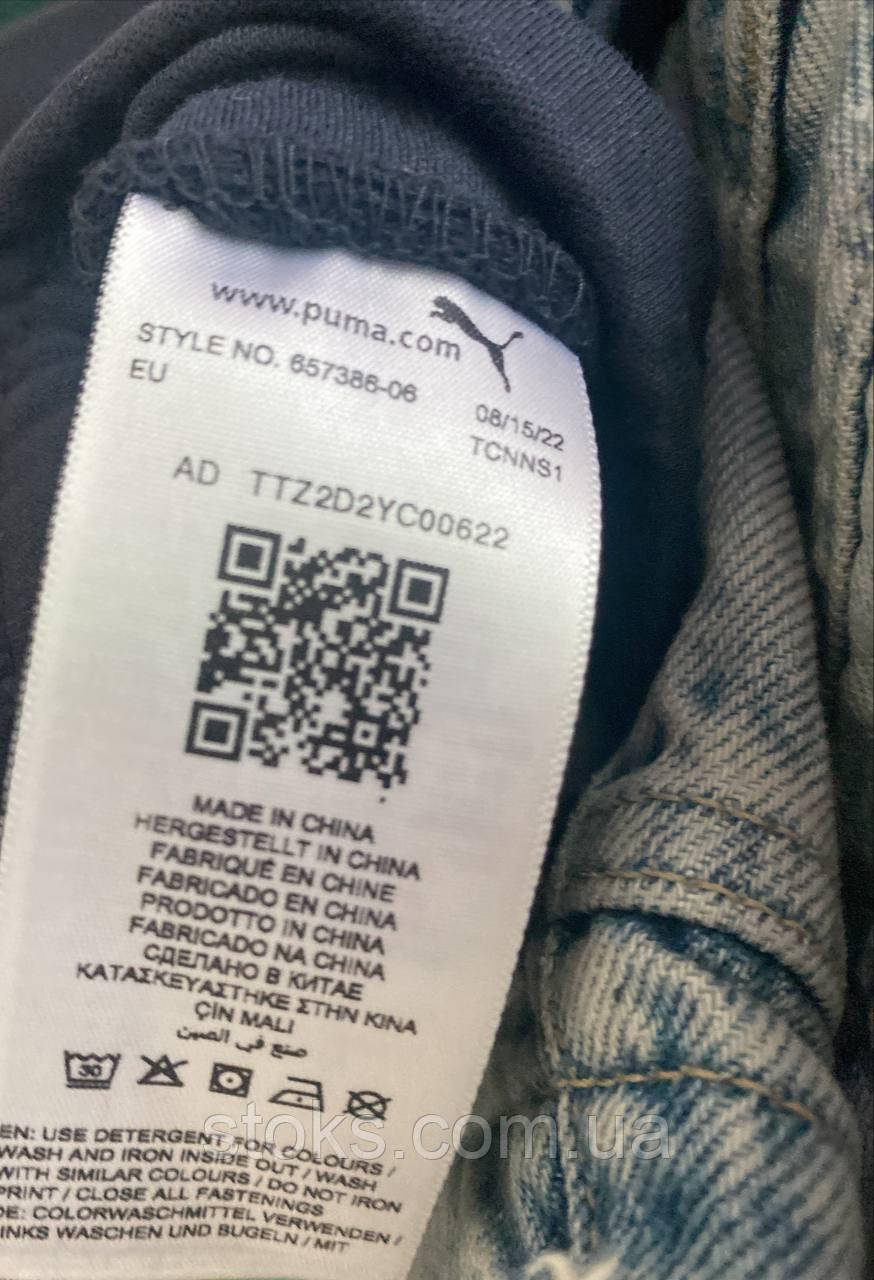 www.puma.com
STYLE NO. 657386-06
EU
08/15/22
TCNNS1
AD TTZ2D2YC00622
MADE IN CHINA
HERGESTELLT IN CHINA
FABRIQUÉ EN CHINE
FABRICADO EN CHINA
PRODOTTO IN CHINA
FABRICADO NA CHINA
СДЕЛАНО В КИТАЕ
ΚΑΤΑΣΚΕΥΑΣΤΗΚΕ ΣΤΗΝ ΚΙΝΑ
ÇİN MALI
صنع في الصين
30
EN: USE DETERGENT FOR COLOURS /
WASH AND IRON INSIDE OUT / WASH
WITH SIMILAR COLOURS / DO NOT IRON
PRINT / CLOSE ALL FASTENINGS
DE: COLORWASCHMITTEL VERWENDEN /
LINKS WASCHEN UND BUGELN / MIT
stoks.com.ua